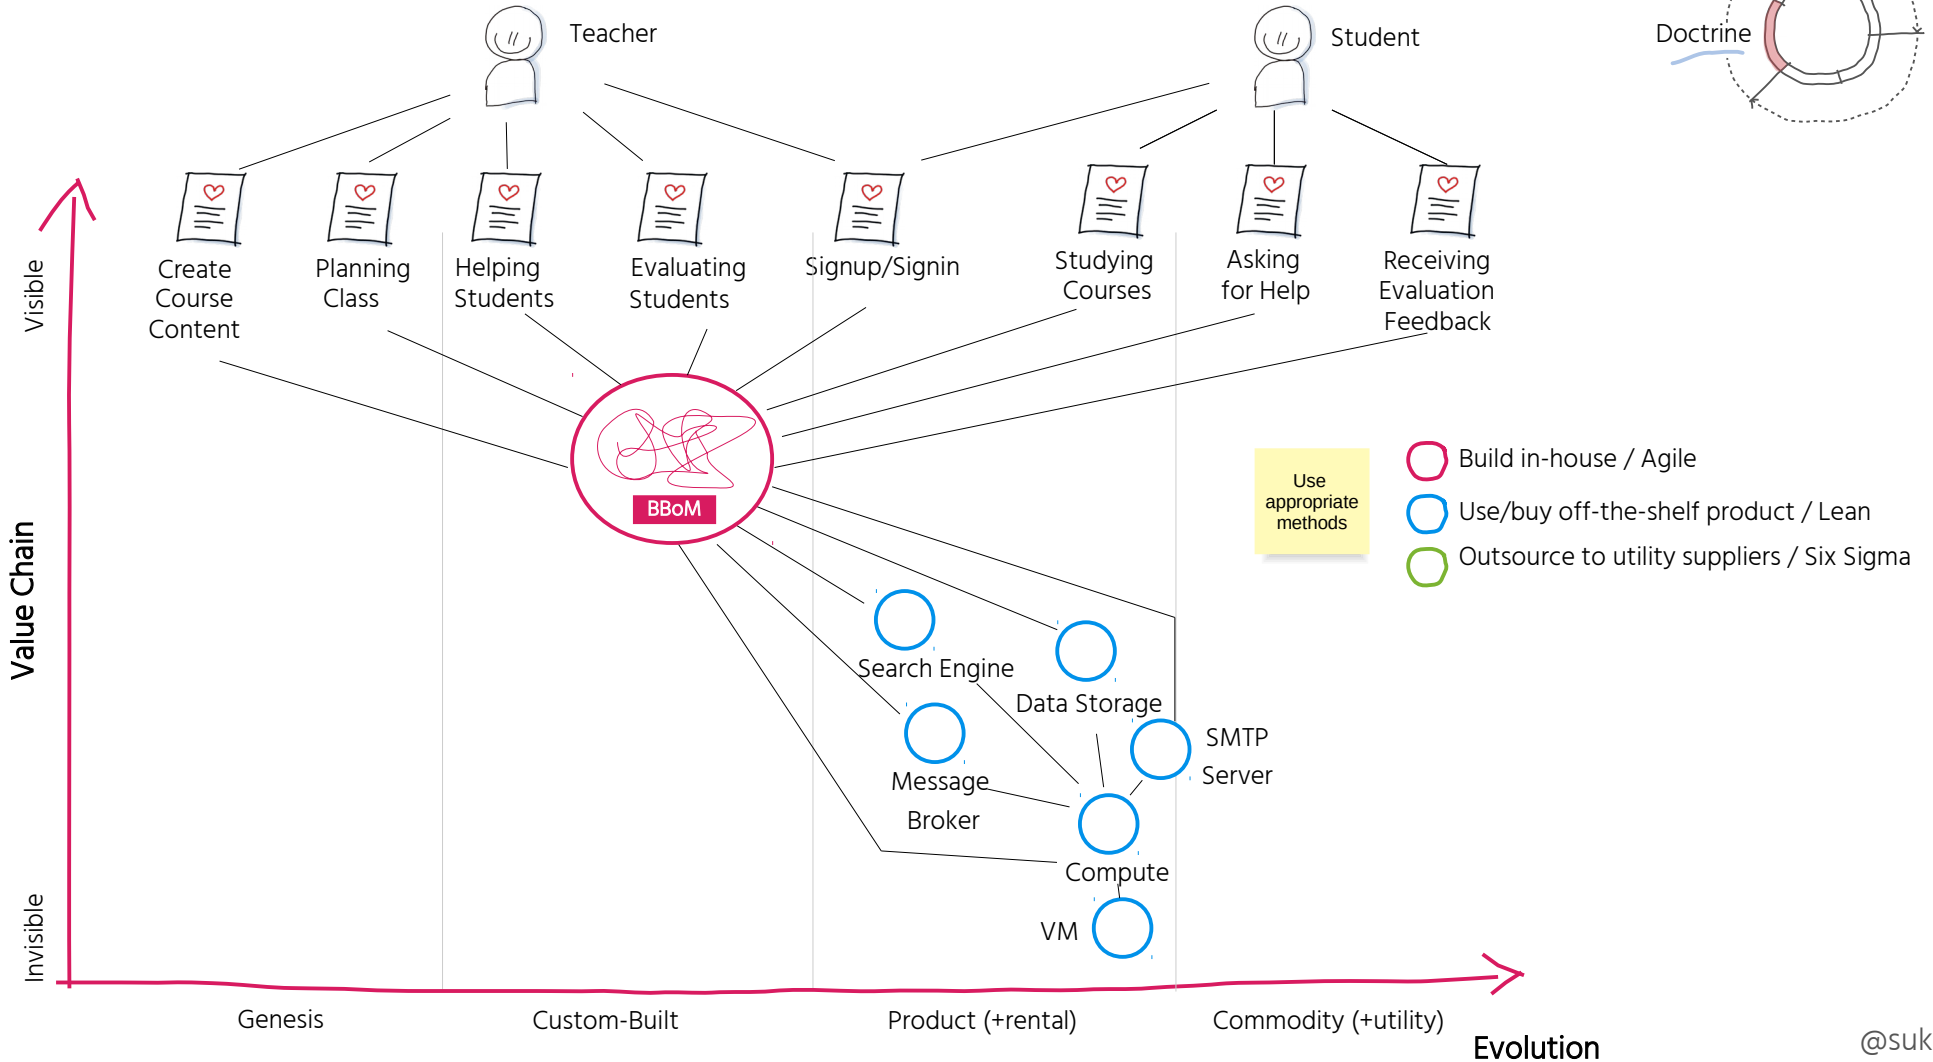 Teacher
Student
Doctrine
Create
Course
Content
Planning
Class
Helping
Students
Evaluating
Students
Signup/Signin
Studying
Courses
Asking
for Help
Receiving
Evaluation
Feedback
Visible
Value Chain
Invisible
BBoM
Use
appropriate
methods
Build in-house / Agile
Use/buy off-the-shelf product / Lean
Outsource to utility suppliers / Six Sigma
Search Engine
Data Storage
SMTP
Server
Message
Broker
Compute
VM
Genesis
Custom-Built
Product (+rental)
Commodity (+utility)
Evolution
@suk